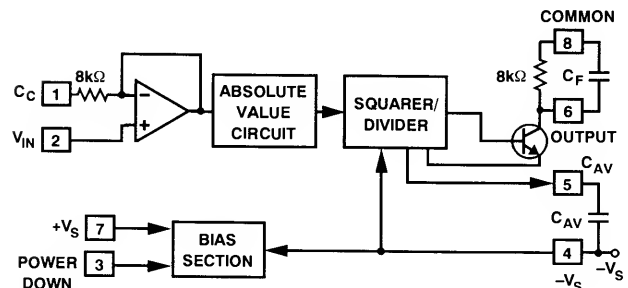 COMMON
8
8kΩ
C_F
6
OUTPUT
8kΩ
C_C 1
V_IN 2
−
+
ABSOLUTE
VALUE
CIRCUIT
SQUARER/
DIVIDER
C_AV
5
C_AV
+V_S 7
POWER
DOWN 3
BIAS
SECTION
4
−V_S
−V_S